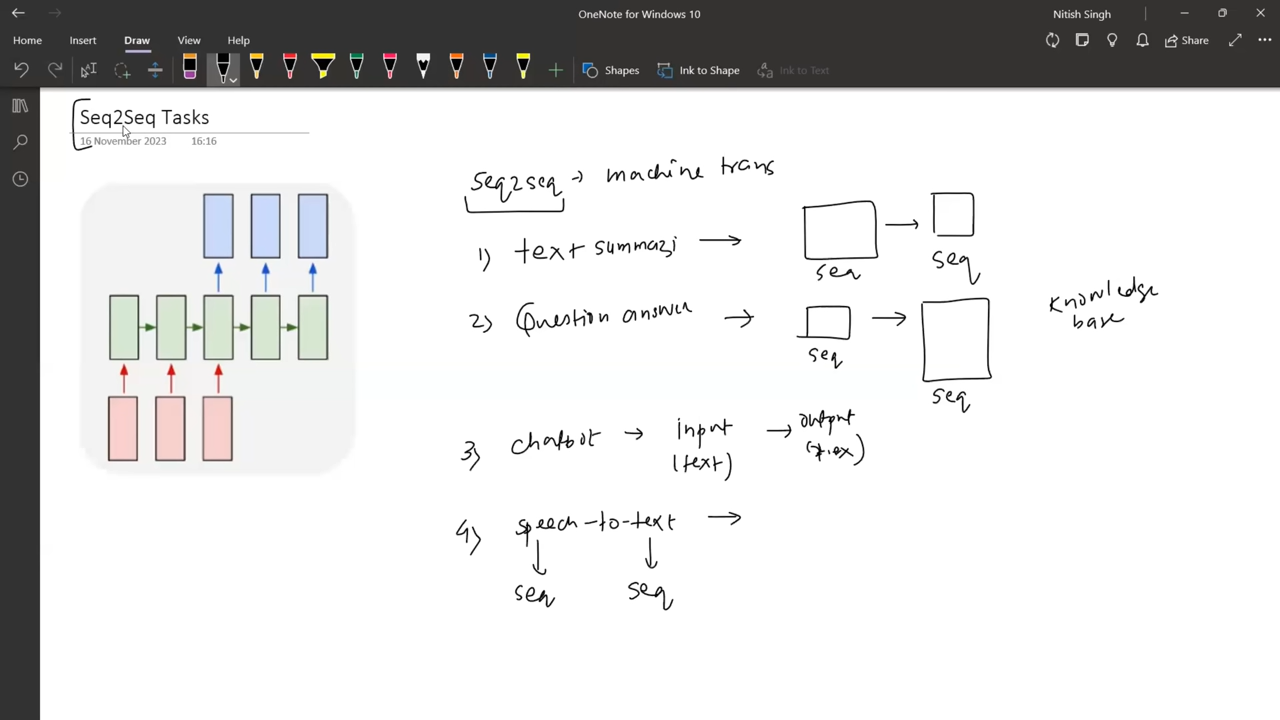 OneNote for Windows 10
Nitish Singh
Home Insert Draw View Help
Share
Shapes
Ink to Shape
Ink to Text
Seq2Seq Tasks
16 November 2023 16:16
Seq2seq → machine trans
1) text summazi →
→
seq
seq
2) Question answer →
→
seq
seq
knowledge
base
3) chatbot → input → output
(text)
4) speech-to-text →
seq
seq